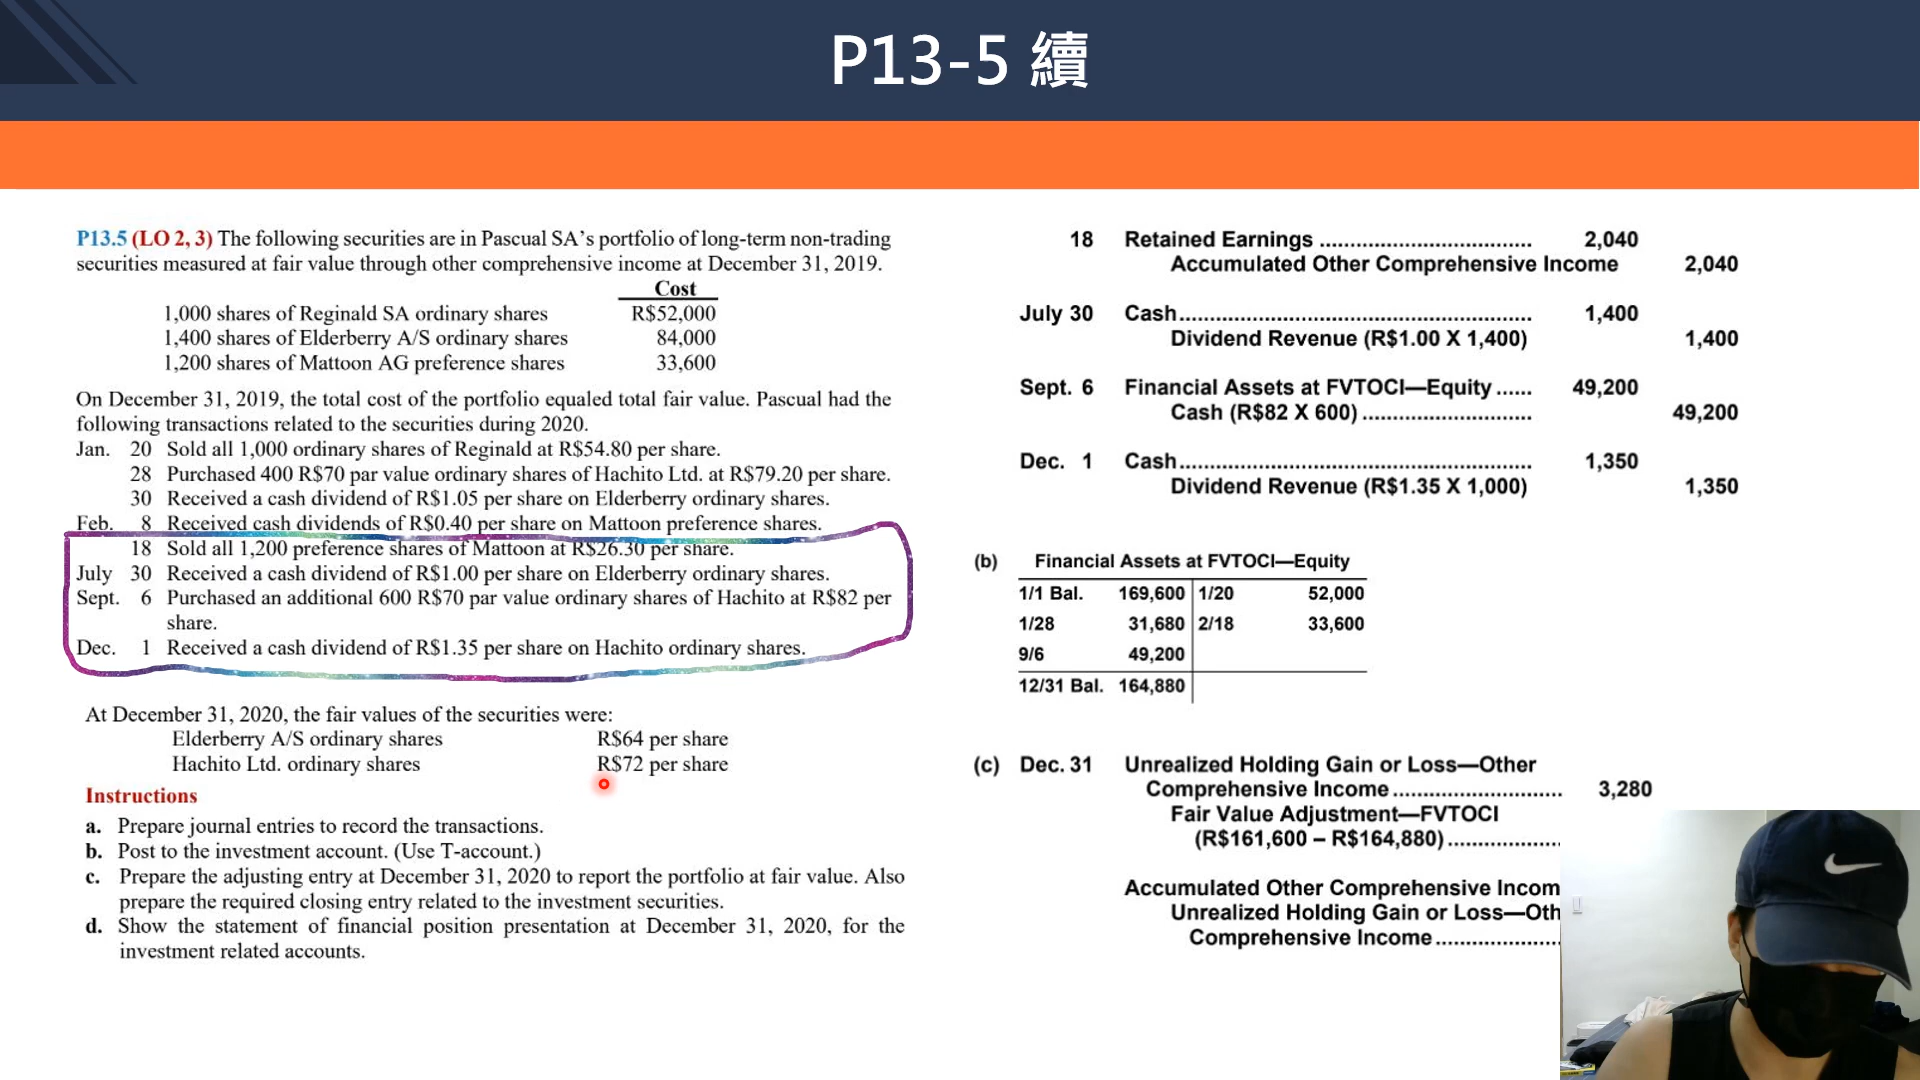 P13-5 續
P13.5 (LO 2, 3) The following securities are in Pascual SA's portfolio of long-term non-trading
securities measured at fair value through other comprehensive income at December 31, 2019.
Cost
1,000 shares of Reginald SA ordinary shares R$52,000
1,400 shares of Elderberry A/S ordinary shares 84,000
1,200 shares of Mattoon AG preference shares 33,600
On December 31, 2019, the total cost of the portfolio equaled total fair value. Pascual had the
following transactions related to the securities during 2020.
Jan. 20 Sold all 1,000 ordinary shares of Reginald at R$54.80 per share.
28 Purchased 400 R$70 par value ordinary shares of Hachito Ltd. at R$79.20 per share.
30 Received a cash dividend of R$1.05 per share on Elderberry ordinary shares.
Feb. 8 Received cash dividends of R$0.40 per share on Mattoon preference shares.
18 Sold all 1,200 preference shares of Mattoon at R$26.30 per share.
July 30 Received a cash dividend of R$1.00 per share on Elderberry ordinary shares.
Sept. 6 Purchased an additional 600 R$70 par value ordinary shares of Hachito at R$82 per
share.
Dec. 1 Received a cash dividend of R$1.35 per share on Hachito ordinary shares.
At December 31, 2020, the fair values of the securities were:
Elderberry A/S ordinary shares R$64 per share
Hachito Ltd. ordinary shares R$72 per share
Instructions
a. Prepare journal entries to record the transactions.
b. Post to the investment account. (Use T-account.)
c. Prepare the adjusting entry at December 31, 2020 to report the portfolio at fair value. Also
prepare the required closing entry related to the investment securities.
d. Show the statement of financial position presentation at December 31, 2020, for the
investment related accounts.
18 Retained Earnings ................................... 2,040
Accumulated Other Comprehensive Income 2,040
July 30 Cash.......................................................... 1,400
Dividend Revenue (R$1.00 X 1,400) 1,400
Sept. 6 Financial Assets at FVTOCI—Equity ...... 49,200
Cash (R$82 X 600) ............................ 49,200
Dec. 1 Cash.......................................................... 1,350
Dividend Revenue (R$1.35 X 1,000) 1,350
(b) Financial Assets at FVTOCI—Equity
1/1 Bal. 169,600 1/20 52,000
1/28 31,680 2/18 33,600
9/6 49,200
12/31 Bal. 164,880
(c) Dec. 31 Unrealized Holding Gain or Loss—Other
Comprehensive Income ............................ 3,280
Fair Value Adjustment—FVTOCI
(R$161,600 – R$164,880) ...................
Accumulated Other Comprehensive Incom
Unrealized Holding Gain or Loss—Oth
Comprehensive Income .....................